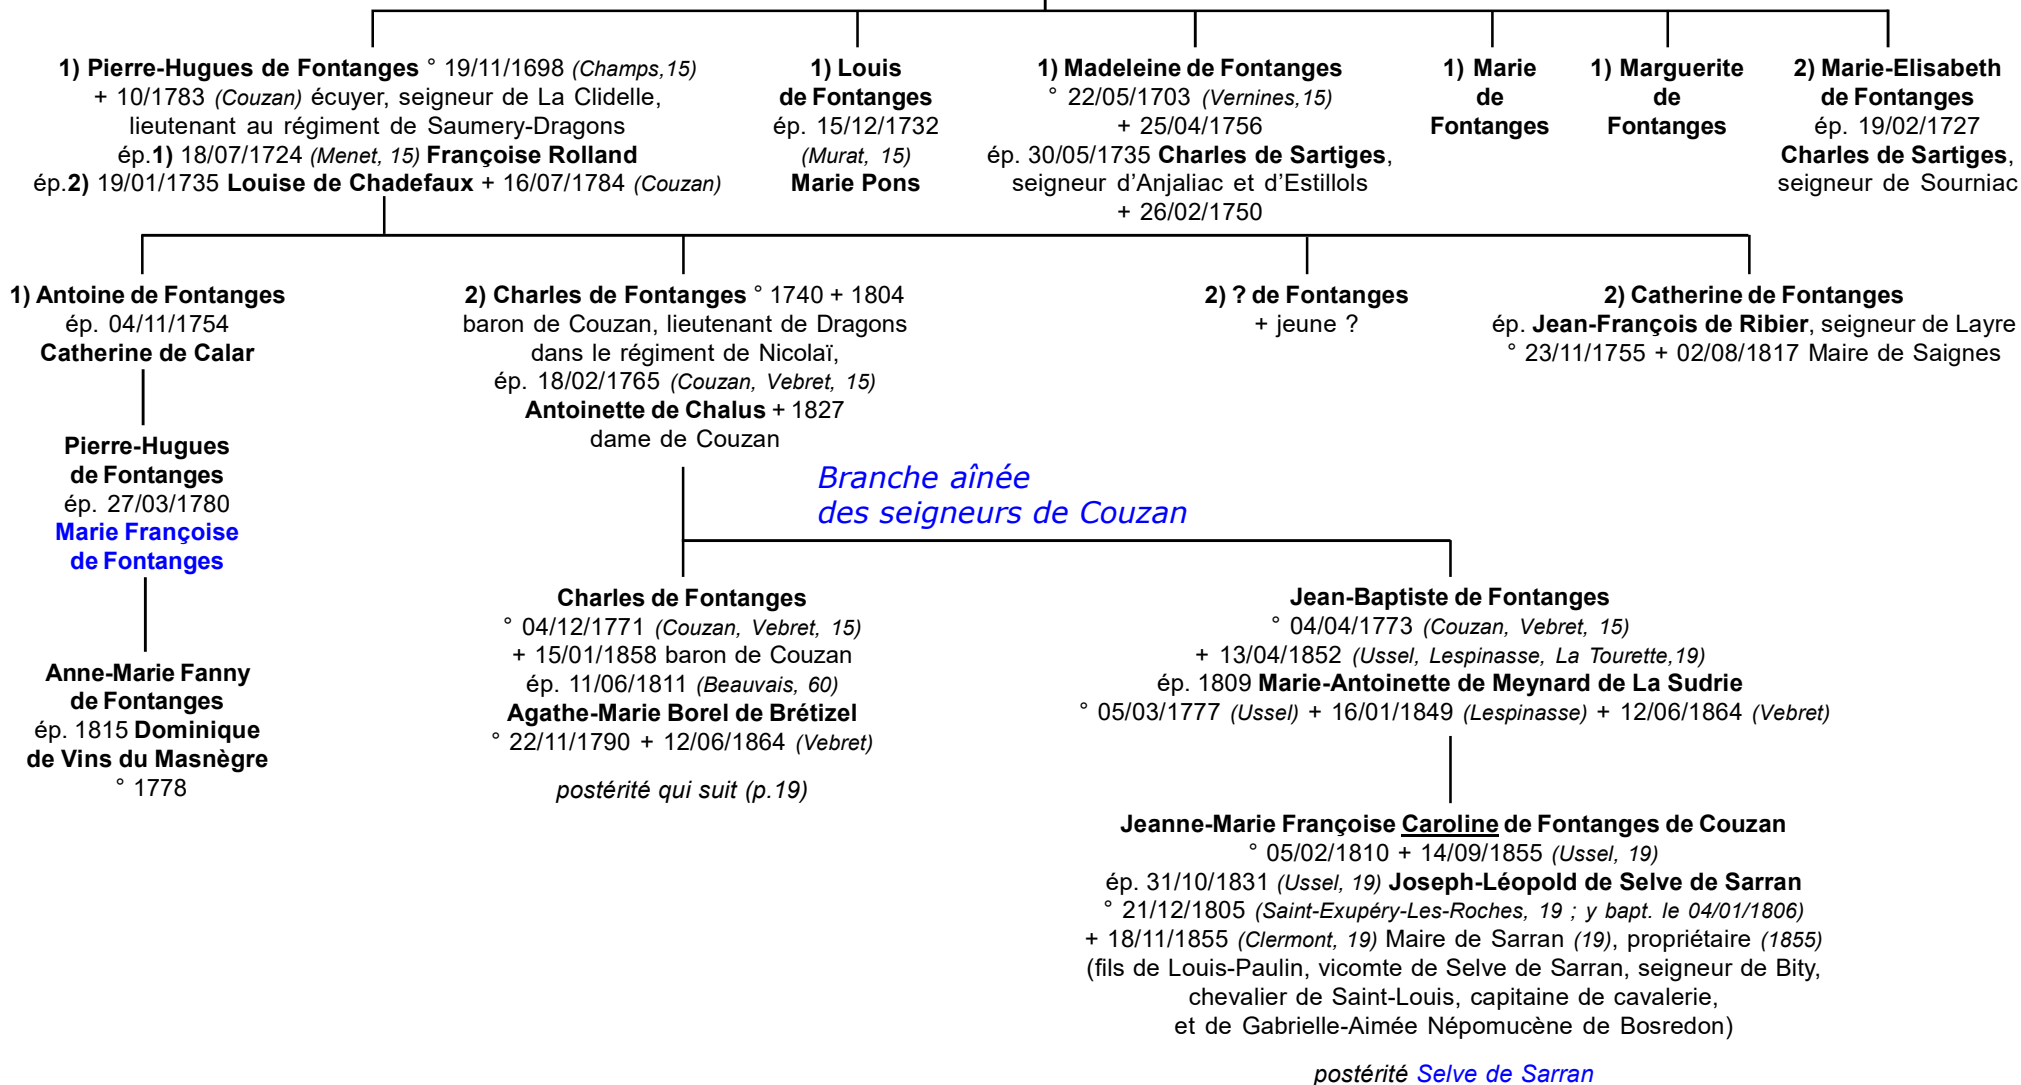 1) Pierre-Hugues de Fontanges ° 19/11/1698 (Champs,15)
+ 10/1783 (Couzan) écuyer, seigneur de La Clidelle,
lieutenant au régiment de Saumery-Dragons
ép.1) 18/07/1724 (Menet, 15) Françoise Rolland
ép.2) 19/01/1735 Louise de Chadefaux + 16/07/1784 (Couzan)
1) Louis
de Fontanges
ép. 15/12/1732
(Murat, 15)
Marie Pons
1) Madeleine de Fontanges
° 22/05/1703 (Vernines,15)
+ 25/04/1756
ép. 30/05/1735 Charles de Sartiges,
seigneur d'Anjaliac et d'Estillols
+ 26/02/1750
1) Marie
de
Fontanges
1) Marguerite
de
Fontanges
2) Marie-Elisabeth
de Fontanges
ép. 19/02/1727
Charles de Sartiges,
seigneur de Sourniac
1) Antoine de Fontanges
ép. 04/11/1754
Catherine de Calar
2) Charles de Fontanges ° 1740 + 1804
baron de Couzan, lieutenant de Dragons
dans le régiment de Nicolaï,
ép. 18/02/1765 (Couzan, Vebret, 15)
Antoinette de Chalus + 1827
dame de Couzan
2) ? de Fontanges
+ jeune ?
2) Catherine de Fontanges
ép. Jean-François de Ribier, seigneur de Layre
° 23/11/1755 + 02/08/1817 Maire de Saignes
Pierre-Hugues
de Fontanges
ép. 27/03/1780
Marie Françoise
de Fontanges
Branche aînée
des seigneurs de Couzan
Anne-Marie Fanny
de Fontanges
ép. 1815 Dominique
de Vins du Masnègre
° 1778
Charles de Fontanges
° 04/12/1771 (Couzan, Vebret, 15)
+ 15/01/1858 baron de Couzan
ép. 11/06/1811 (Beauvais, 60)
Agathe-Marie Borel de Brétizel
° 22/11/1790 + 12/06/1864 (Vebret)
postérité qui suit (p.19)
Jean-Baptiste de Fontanges
° 04/04/1773 (Couzan, Vebret, 15)
+ 13/04/1852 (Ussel, Lespinasse, La Tourette,19)
ép. 1809 Marie-Antoinette de Meynard de La Sudrie
° 05/03/1777 (Ussel) + 16/01/1849 (Lespinasse) + 12/06/1864 (Vebret)
Jeanne-Marie Françoise Caroline de Fontanges de Couzan
° 05/02/1810 + 14/09/1855 (Ussel, 19)
ép. 31/10/1831 (Ussel, 19) Joseph-Léopold de Selve de Sarran
° 21/12/1805 (Saint-Exupéry-Les-Roches, 19 ; y bapt. le 04/01/1806)
+ 18/11/1855 (Clermont, 19) Maire de Sarran (19), propriétaire (1855)
(fils de Louis-Paulin, vicomte de Selve de Sarran, seigneur de Bity,
chevalier de Saint-Louis, capitaine de cavalerie,
et de Gabrielle-Aimée Népomucène de Bosredon)
postérité Selve de Sarran